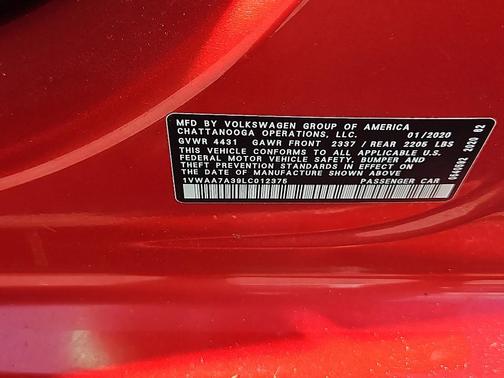 MFD BY VOLKSWAGEN GROUP OF AMERICA
CHATTANOOGA OPERATIONS, LLC. 01/2020
GVWR 4431 GAWR FRONT 2337 / REAR 2205 LBS
THIS VEHICLE CONFORMS TO ALL APPLICABLE U.S.
FEDERAL MOTOR VEHICLE SAFETY, BUMPER AND
THEFT PREVENTION STANDARDS IN EFFECT ON
THE DATE OF MANUFACTURE SHOWN ABOVE
1VWAA7A39LC012375 PASSENGER CAR